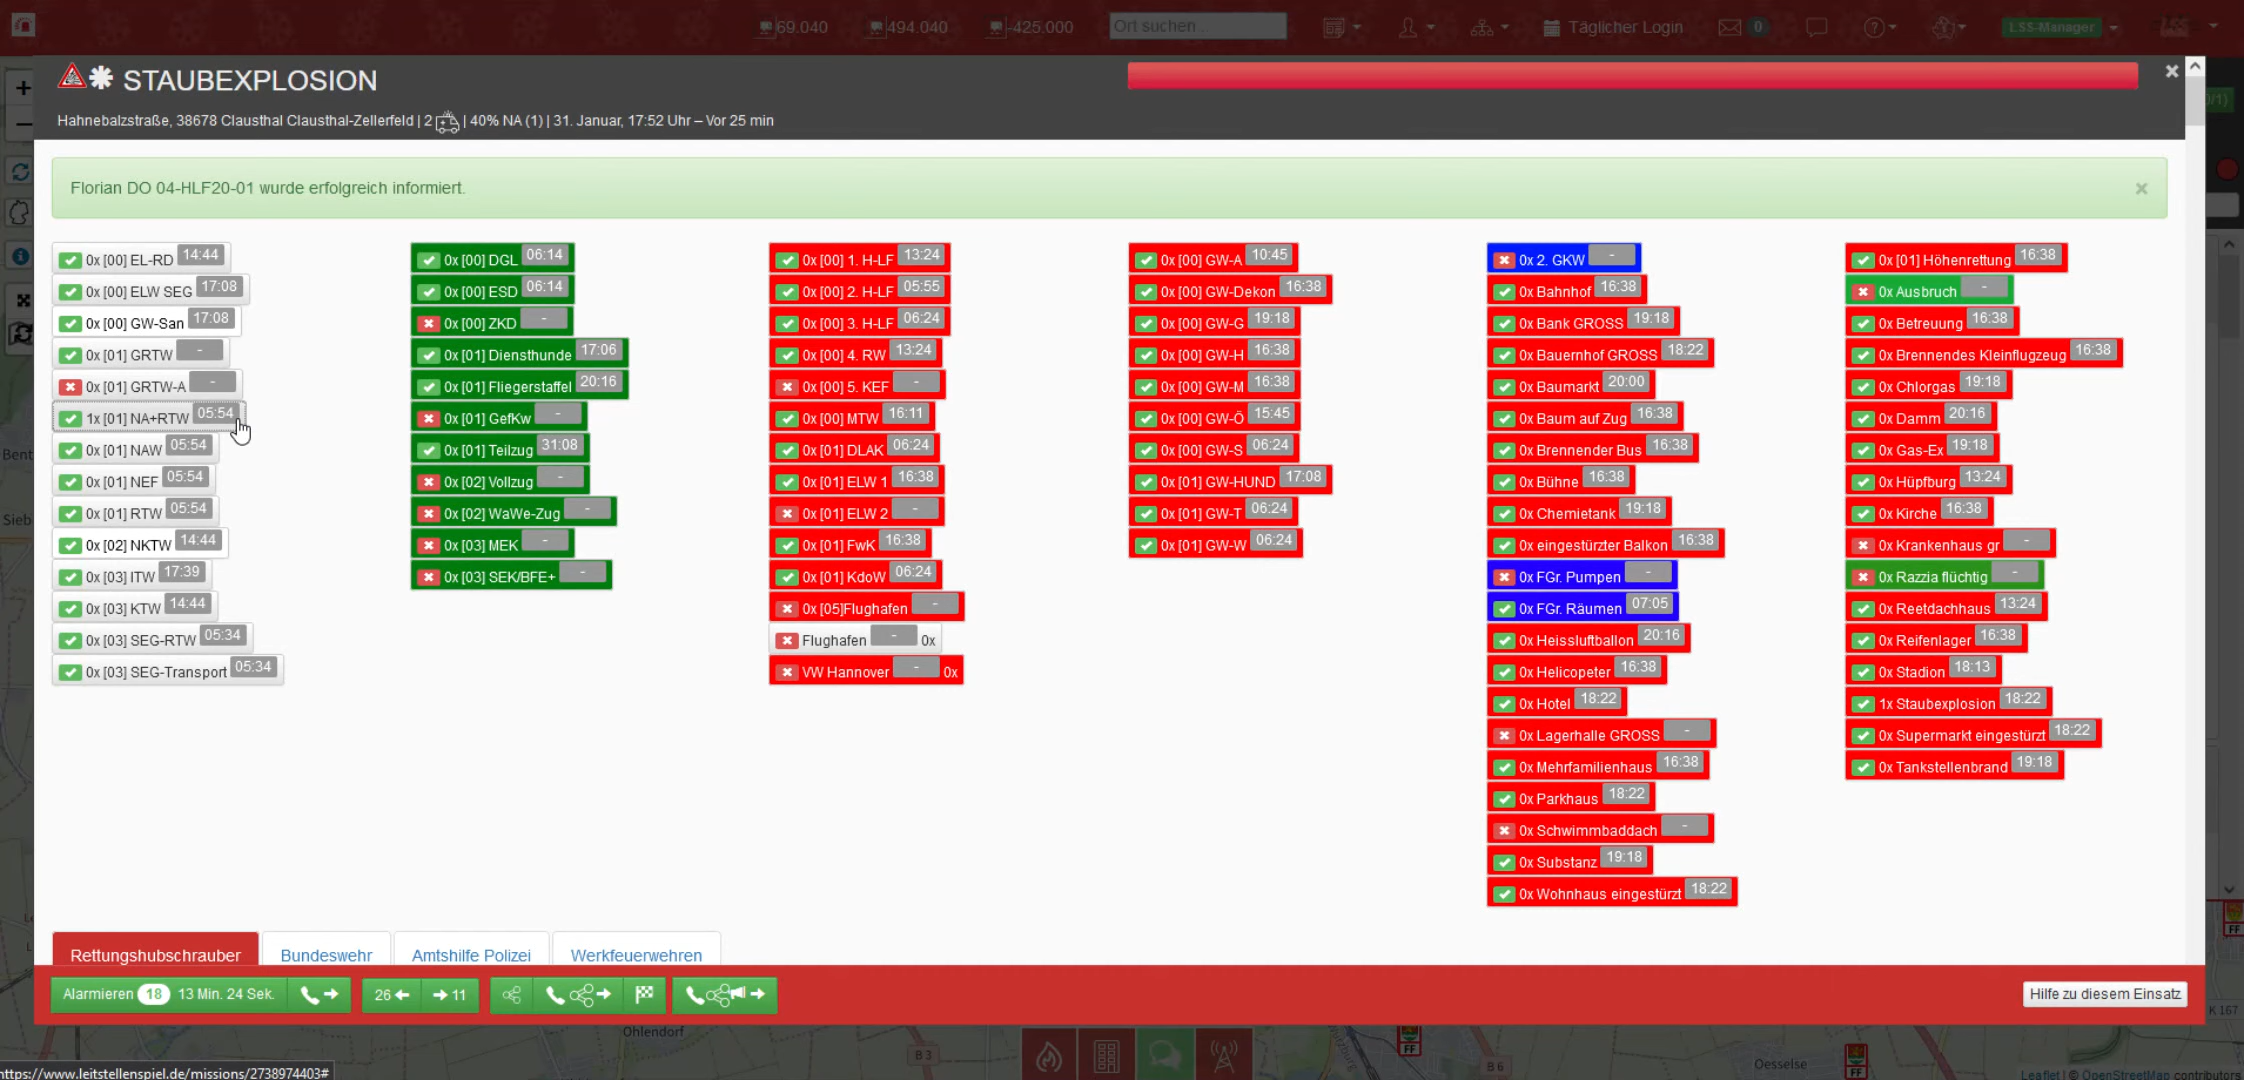 69.040
494.040
-425.000
Ort suchen ..
Täglicher Login
0
LSS-Manager
STAUBEXPLOSION
Hahnebalzstraße, 38678 Clausthal Clausthal-Zellerfeld | 2 | 40% NA (1) | 31. Januar, 17:52 Uhr – Vor 25 min
Florian DO 04-HLF20-01 wurde erfolgreich informiert.
0x [00] EL-RD 14:44
0x [00] ELW SEG 17:08
0x [00] GW-San 17:08
0x [01] GRTW -
0x [01] GRTW-A -
1x [01] NA+RTW 05:54
0x [01] NAW 05:54
0x [01] NEF 05:54
0x [01] RTW 05:54
0x [02] NKTW 14:44
0x [03] ITW 17:39
0x [03] KTW 14:44
0x [03] SEG-RTW 05:34
0x [03] SEG-Transport 05:34
0x [00] DGL 06:14
0x [00] ESD 06:14
0x [00] ZKD -
0x [01] Diensthunde 17:06
0x [01] Fliegerstaffel 20:16
0x [01] GefKw -
0x [01] Teilzug 31:08
0x [02] Vollzug -
0x [02] WaWe-Zug -
0x [03] MEK -
0x [03] SEK/BFE+ -
0x [00] 1. H-LF 13:24
0x [00] 2. H-LF 05:55
0x [00] 3. H-LF 06:24
0x [00] 4. RW 13:24
0x [00] 5. KEF -
0x [00] MTW 16:11
0x [01] DLAK 06:24
0x [01] ELW 1 16:38
0x [01] ELW 2 -
0x [01] FwK 16:38
0x [01] KdoW 06:24
0x [05]Flughafen -
Flughafen - 0x
VW Hannover - 0x
0x [00] GW-A 10:45
0x [00] GW-Dekon 16:38
0x [00] GW-G 19:18
0x [00] GW-H 16:38
0x [00] GW-M 16:38
0x [00] GW-Ö 15:45
0x [00] GW-S 06:24
0x [01] GW-HUND 17:08
0x [01] GW-T 06:24
0x [01] GW-W 06:24
0x 2. GKW -
0x Bahnhof 16:38
0x Bank GROSS 19:18
0x Bauernhof GROSS 18:22
0x Baumarkt 20:00
0x Baum auf Zug 16:38
0x Brennender Bus 16:38
0x Bühne 16:38
0x Chemietank 19:18
0x eingestürzter Balkon 16:38
0x FGr. Pumpen -
0x FGr. Räumen 07:05
0x Heissluftballon 20:16
0x Helicopeter 16:38
0x Hotel 18:22
0x Lagerhalle GROSS -
0x Mehrfamilienhaus 16:38
0x Parkhaus 18:22
0x Schwimmbaddach -
0x Substanz 19:18
0x Wohnhaus eingestürzt 18:22
0x [01] Höhenrettung 16:38
0x Ausbruch -
0x Betreuung 16:38
0x Brennendes Kleinflugzeug 16:38
0x Chlorgas 19:18
0x Damm 20:16
0x Gas-Ex 19:18
0x Hüpfburg 13:24
0x Kirche 16:38
0x Krankenhaus gr -
0x Razzia flüchtig -
0x Reetdachhaus 13:24
0x Reifenlager 16:38
0x Stadion 18:13
1x Staubexplosion 18:22
0x Supermarkt eingestürzt 18:22
0x Tankstellenbrand 19:18
Rettungshubschrauber
Bundeswehr
Amtshilfe Polizei
Werkfeuerwehren
Alarmieren 18 13 Min. 24 Sek.
26
11
Hilfe zu diesem Einsatz
K 167
Ohlendorf
B 3
FF
B 6
Oesselse
FF
FF
https://www.leitstellenspiel.de/missions/2738974403#
Leaflet | © OpenStreetMap contributors